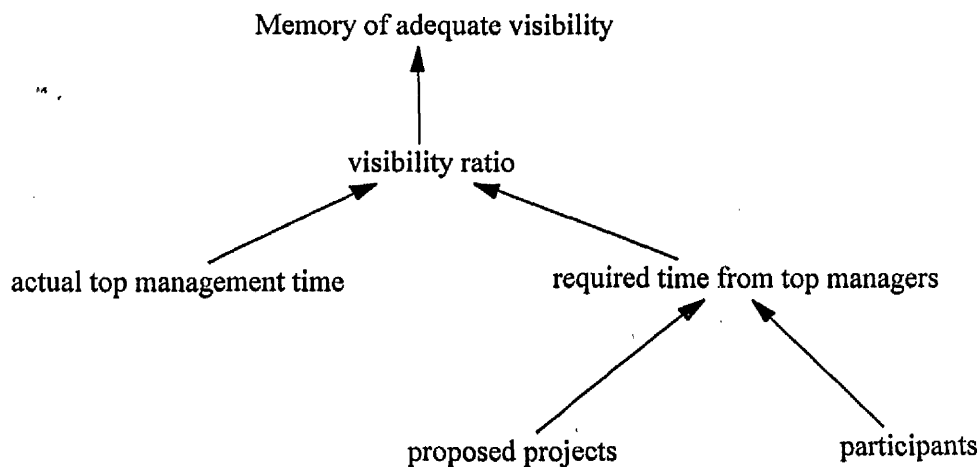 Memory of adequate visibility
visibility ratio
actual top management time
required time from top managers
proposed projects
participants